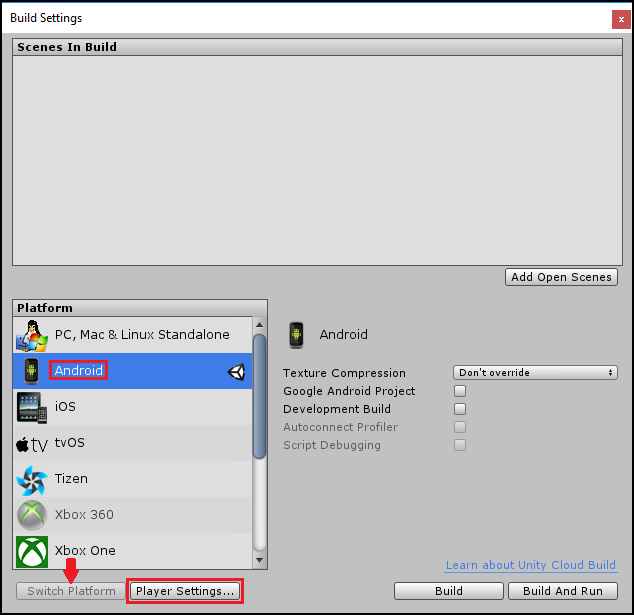 Build Settings
x
Scenes In Build
Add Open Scenes
Platform
PC, Mac & Linux Standalone
Android
iOS
tv
tvOS
Tizen
Xbox 360
Xbox One
Android
Texture Compression Don't override
Google Android Project
Development Build
Autoconnect Profiler
Script Debugging
Learn about Unity Cloud Build
Switch Platform Player Settings... Build Build And Run